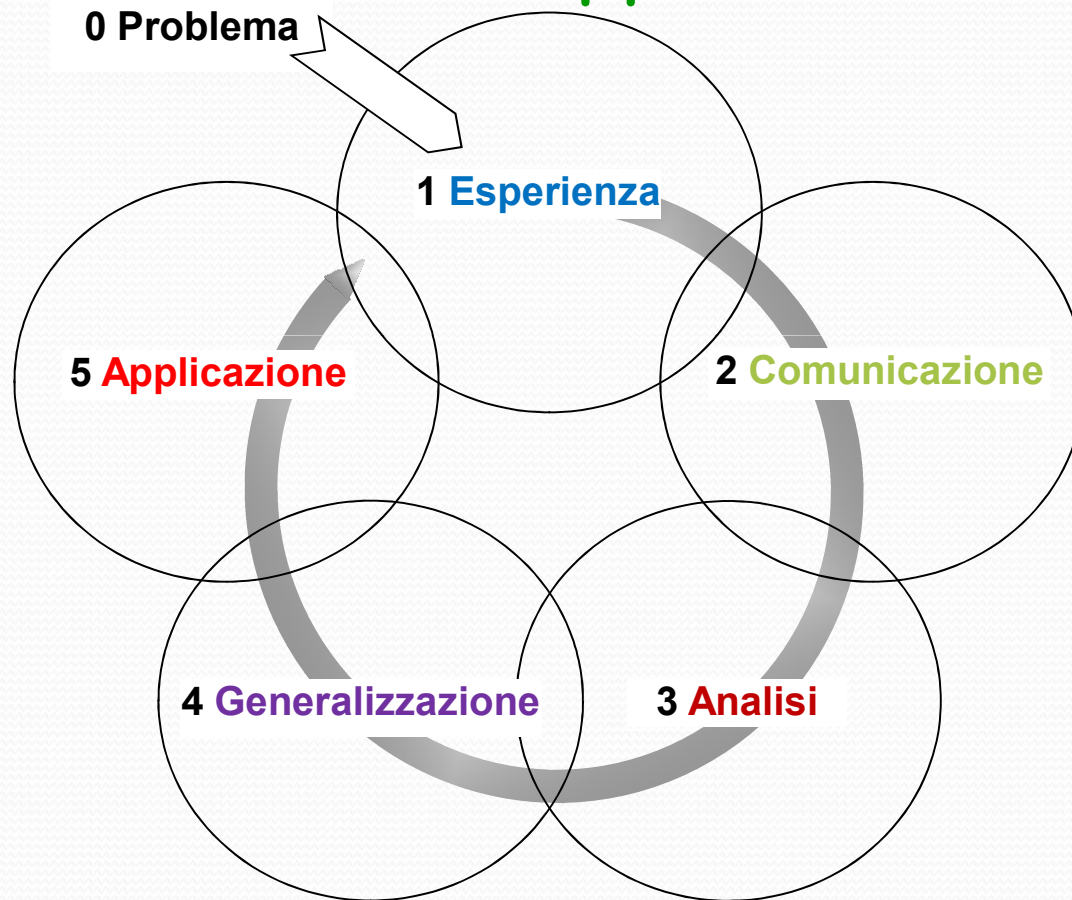 0 Problema
1 Esperienza
2 Comunicazione
3 Analisi
4 Generalizzazione
5 Applicazione